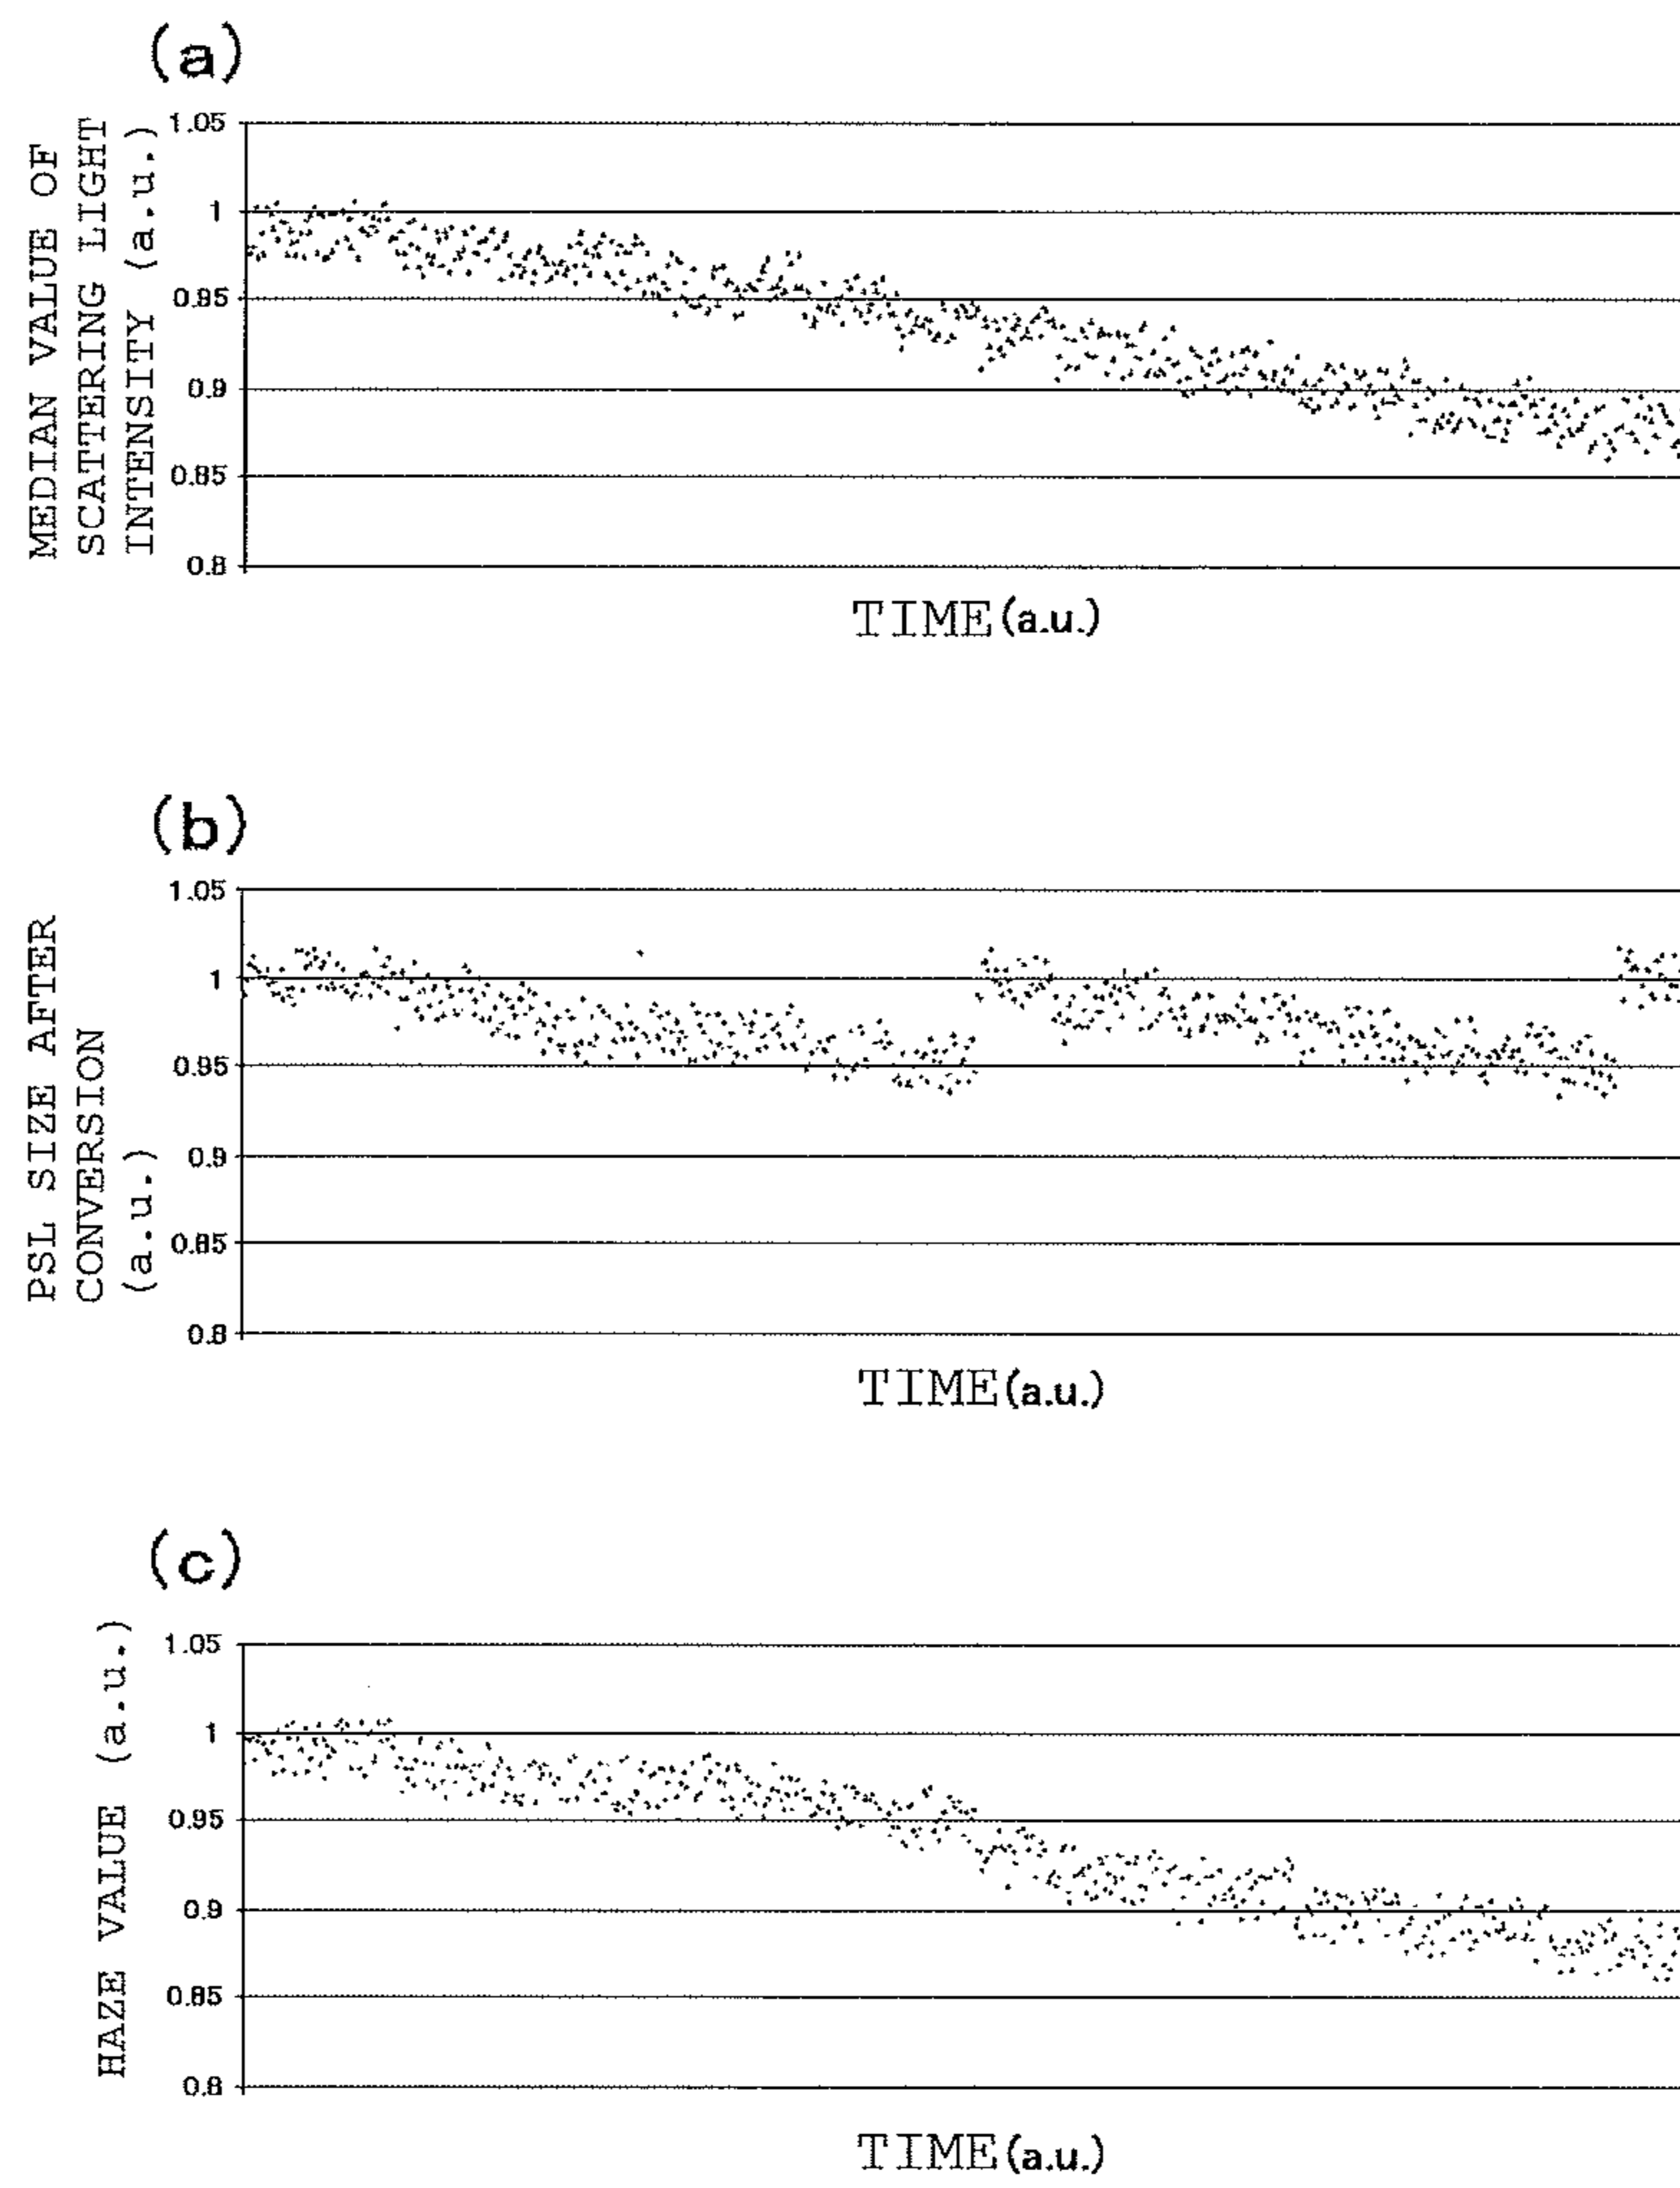 (a)
MEDIAN VALUE OF
SCATTERING LIGHT
INTENSITY (a.u.)
1.05
1
0.95
0.9
0.85
0.8
TIME(a.u.)
(b)
PSL SIZE AFTER
CONVERSION
(a.u.)
1.05
1
0.95
0.9
0.85
0.8
TIME(a.u.)
(c)
HAZE VALUE (a.u.)
1.05
1
0.95
0.9
0.85
0.8
TIME(a.u.)